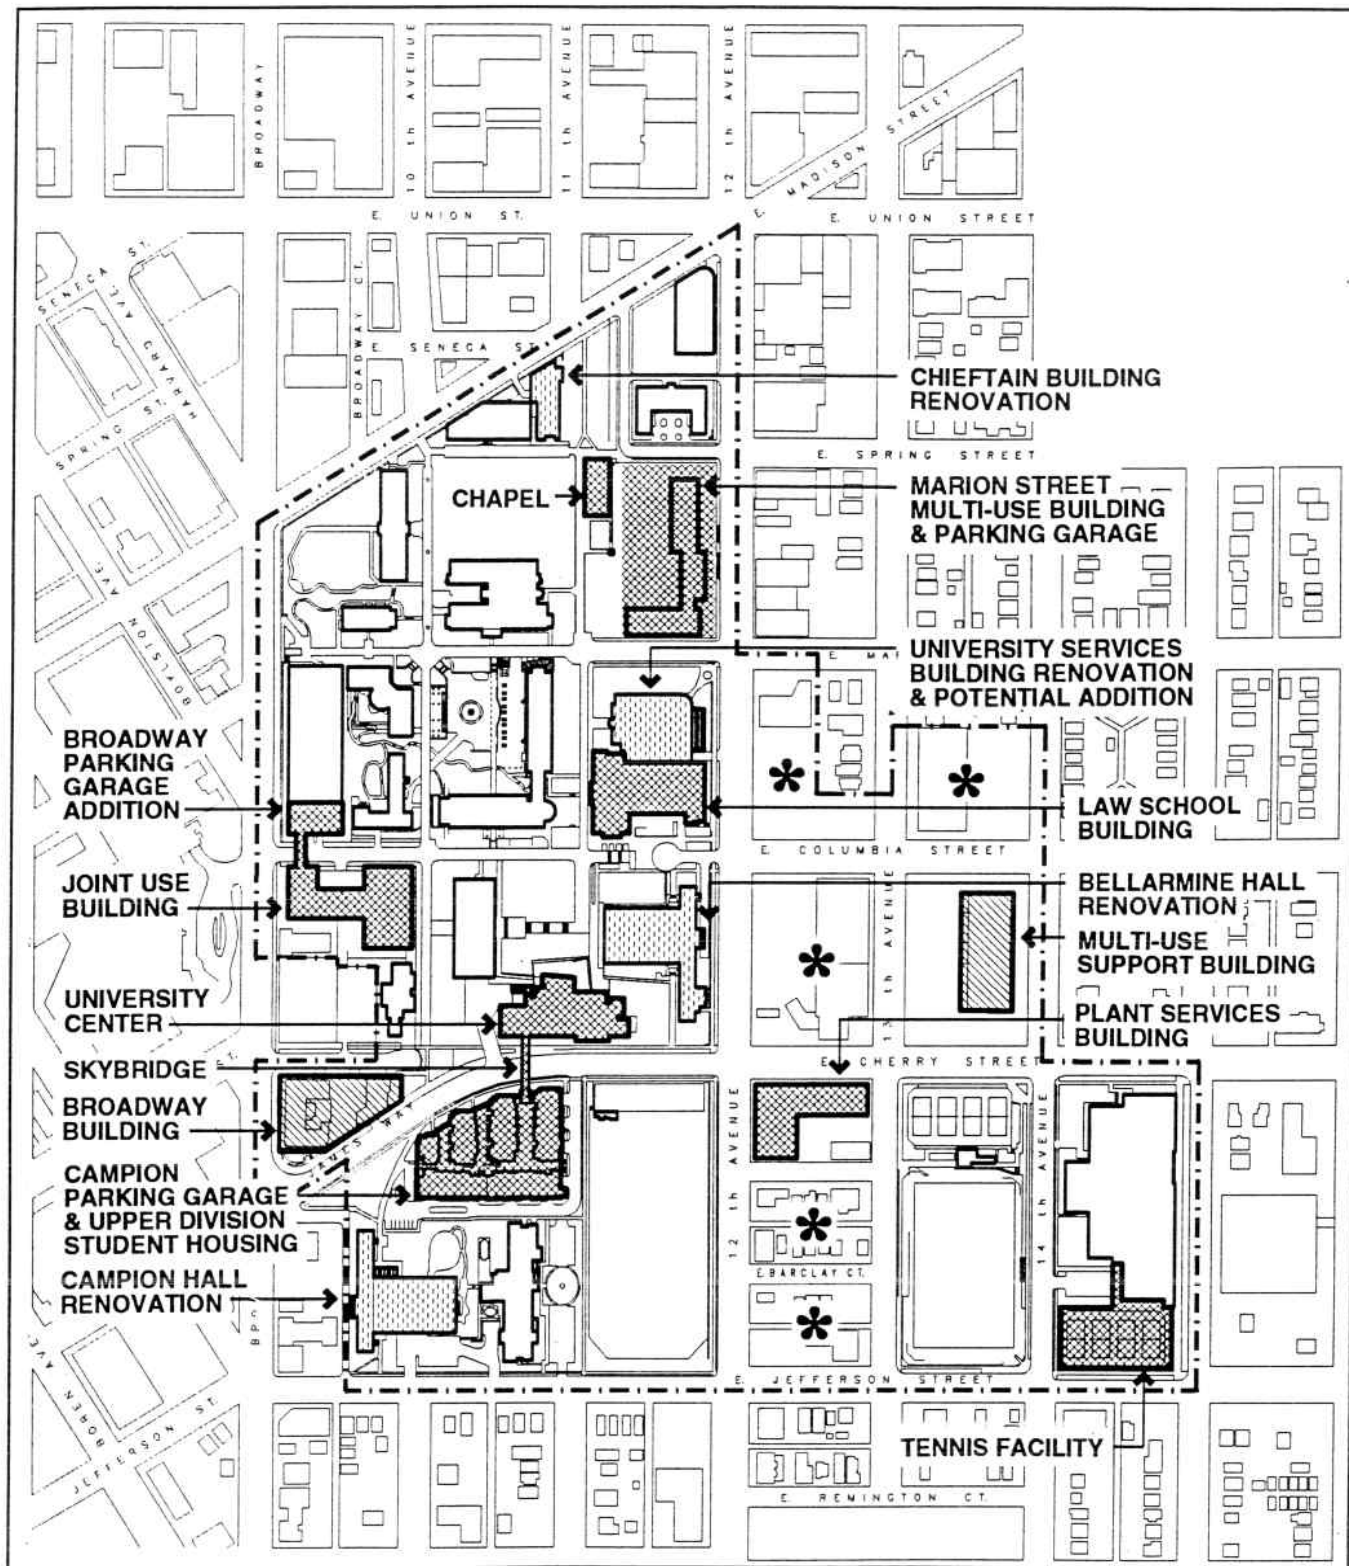 BROADWAY
10 th AVENUE
11 th AVENUE
12 th AVENUE
E. MADISON STREET
E. UNION ST.
E. UNION STREET
SENECA ST.
HARVARD AVE.
BROADWAY CT.
E. SENECA ST.
SPRING ST.
CHIEFTAIN BUILDING
RENOVATION
E. SPRING STREET
CHAPEL
MARION STREET
MULTI-USE BUILDING
& PARKING GARAGE
BOYLSTON AVE.
UNIVERSITY SERVICES
BUILDING RENOVATION
& POTENTIAL ADDITION
BROADWAY
PARKING
GARAGE
ADDITION
LAW SCHOOL
BUILDING
E. COLUMBIA STREET
JOINT USE
BUILDING
BELLARMINE HALL
RENOVATION
13 th AVENUE
MULTI-USE
SUPPORT BUILDING
UNIVERSITY
CENTER
PLANT SERVICES
BUILDING
E. CHERRY STREET
SKYBRIDGE
BROADWAY
BUILDING
12 th AVENUE
14 th AVENUE
CAMPION
PARKING GARAGE
& UPPER DIVISION
STUDENT HOUSING
CAMPION HALL
RENOVATION
E. BARCLAY CT.
E. JEFFERSON STREET
BOREN AVE.
JEFFERSON ST.
TENNIS FACILITY
E. REMINGTON CT.